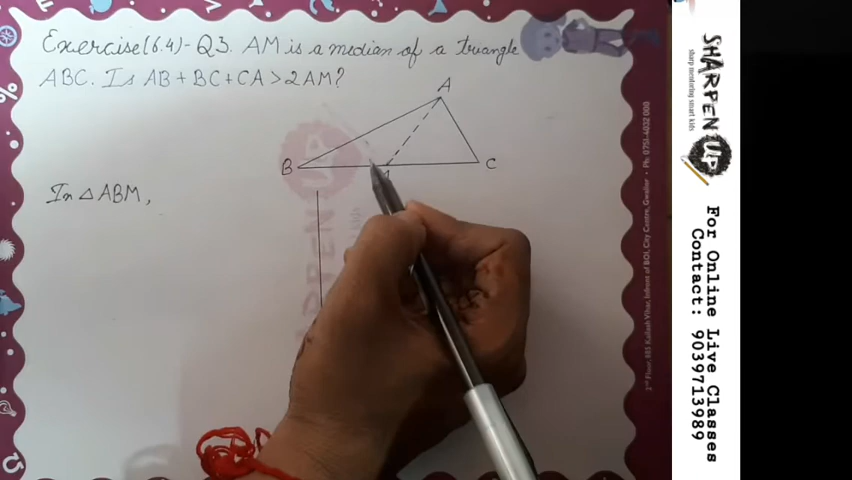 Exercise(6.4)-Q3. AM is a median of a triangle
ABC. Is AB+BC+CA>2AM?
A
B
C
In △ABM,
SHARPEN
Up
sharp mentoring smart kids
For Online Live Classes
Contact: 9039713989